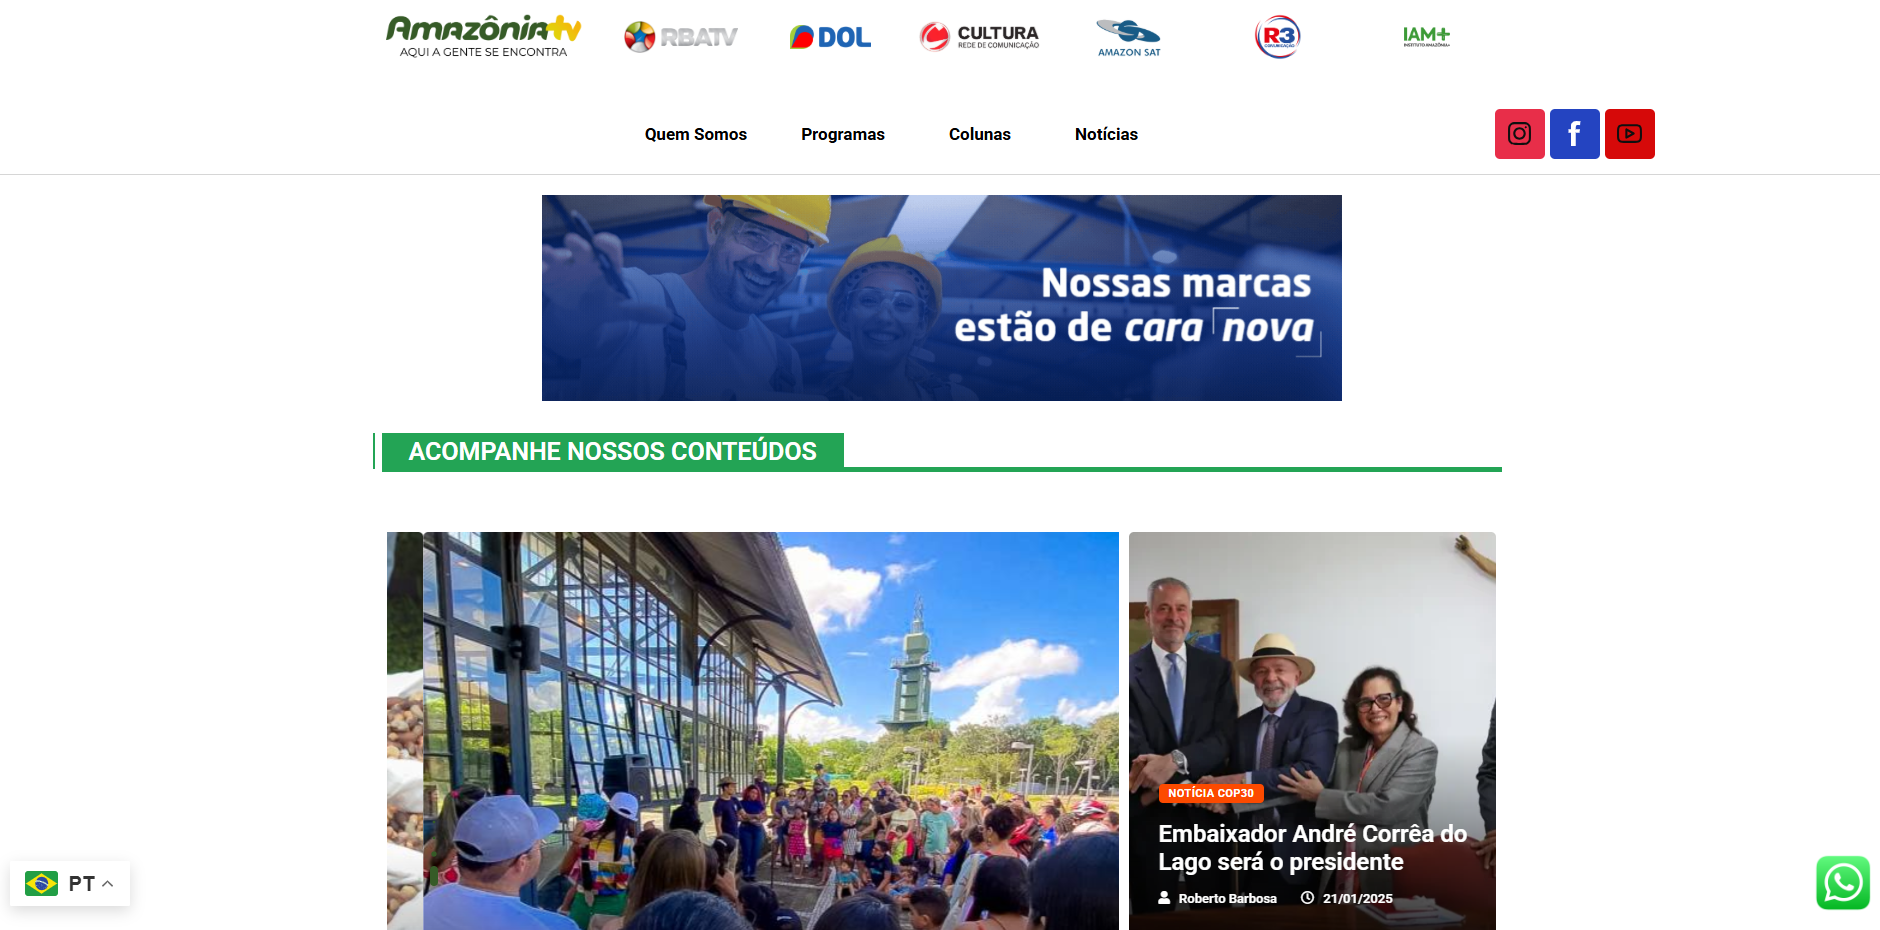 Amazôniatv
AQUI A GENTE SE ENCONTRA
RBATV
DOL
CULTURA
REDE DE COMUNICAÇÃO
AMAZON SAT
R3
COMUNICAÇÃO
IAM+
INSTITUTO AMAZÔNIA+
Quem Somos
Programas
Colunas
Notícias
Nossas marcas
estão de cara nova
ACOMPANHE NOSSOS CONTEÚDOS
NOTÍCIA COP30
Embaixador André Corrêa do
Lago será o presidente
Roberto Barbosa
21/01/2025
PT